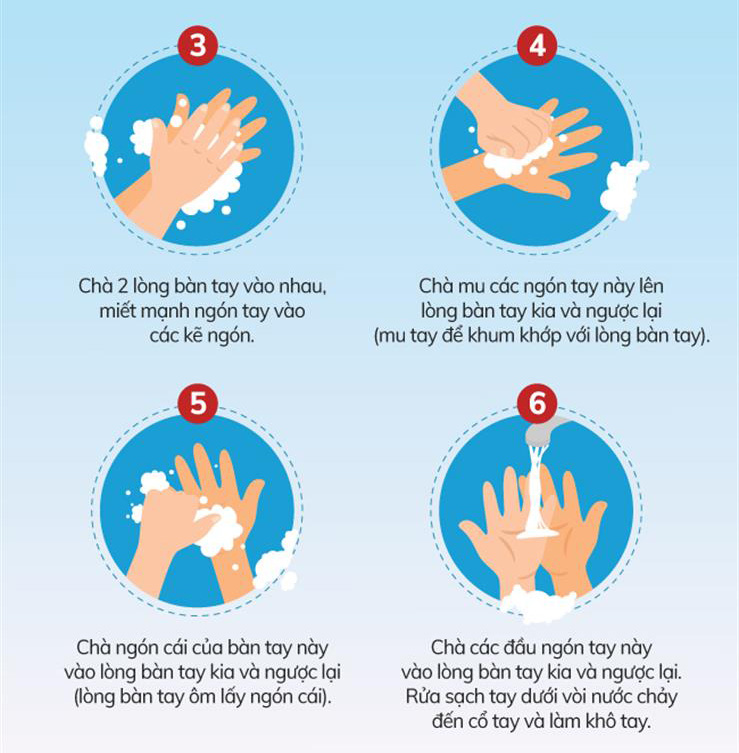 3
Chà 2 lòng bàn tay vào nhau,
miết mạnh ngón tay vào
các kẽ ngón.
4
Chà mu các ngón tay này lên
lòng bàn tay kia và ngược lại
(mu tay để khum khớp với lòng bàn tay).
5
Chà ngón cái của bàn tay này
vào lòng bàn tay kia và ngược lại
(lòng bàn tay ôm lấy ngón cái).
6
Chà các đầu ngón tay này
vào lòng bàn tay kia và ngược lại.
Rửa sạch tay dưới vòi nước chảy
đến cổ tay và làm khô tay.